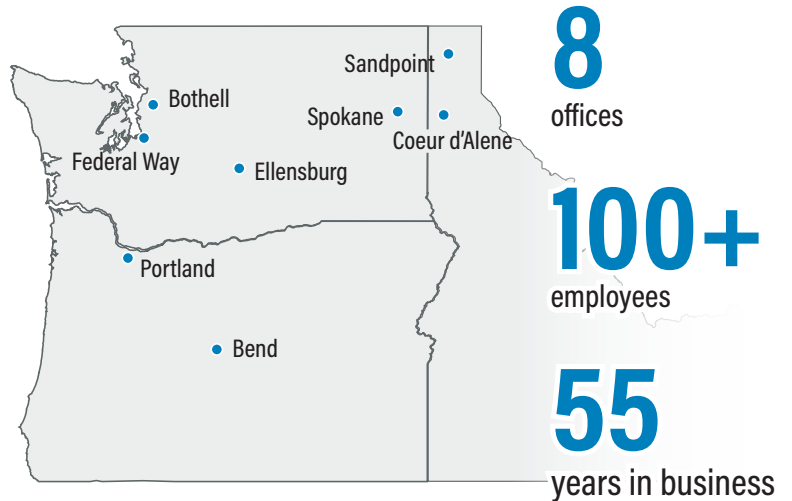 Sandpoint
Bothell
Spokane
Coeur d'Alene
Federal Way
Ellensburg
Portland
Bend
8
offices
100+
employees
55
years in business